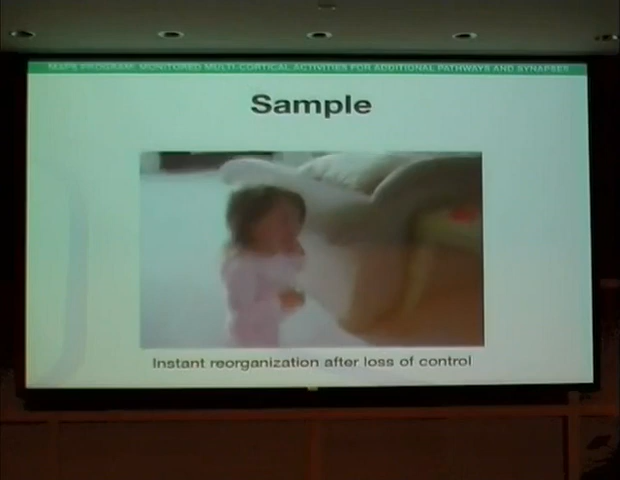 MAPS PROGRAM: MONITORED MULTI-CORTICAL ACTIVITIES FOR ADDITIONAL PATHWAYS AND SYNAPSES
Sample
Instant reorganization after loss of control